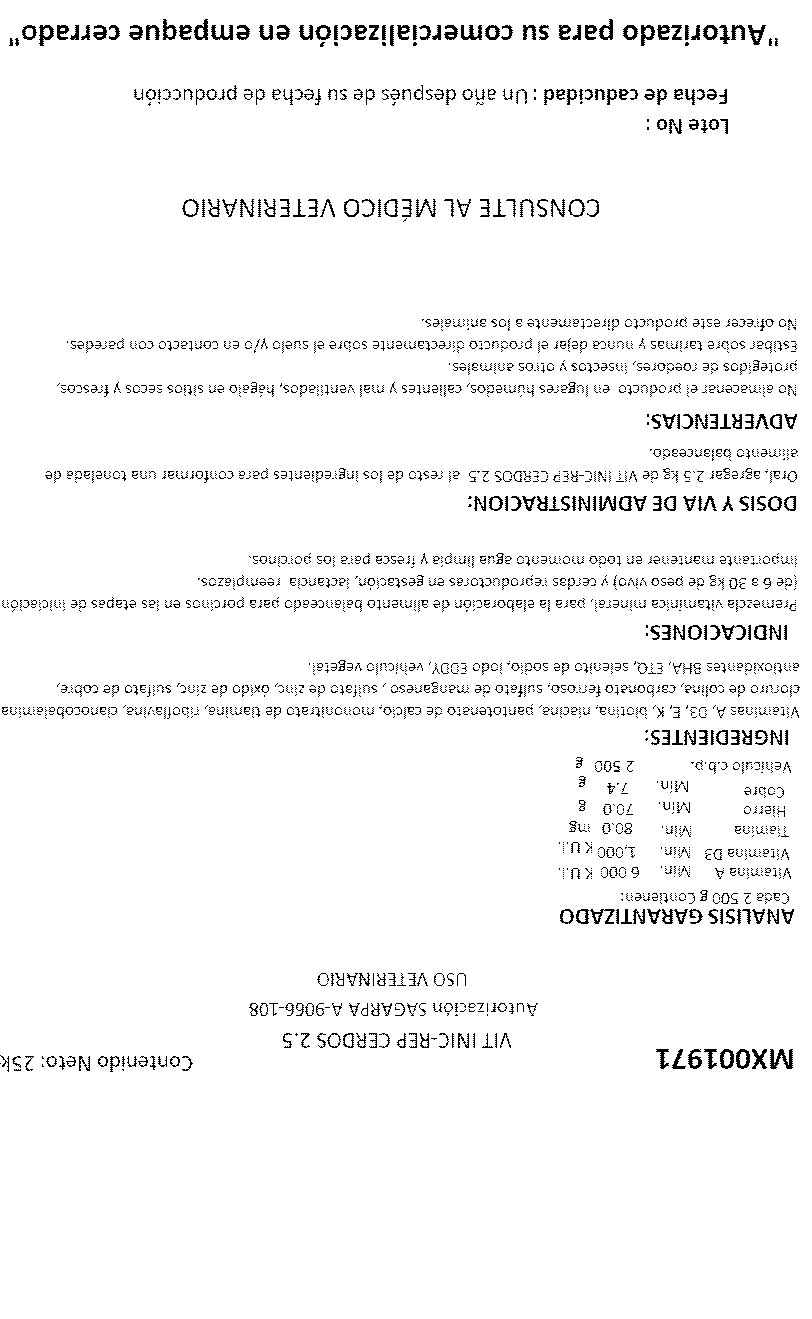 MX001971
VIT INIC-REP CERDOS 2.5
Contenido Neto: 25k
Autorización SAGARPA A-9066-108
USO VETERINARIO
ANALISIS GARANTIZADO
Cada 2 500 g Contienen:
Vitamina A Min. 6 000 K U.I.
Vitamina D3 Min. 1,000 K U.I.
Tiamina Min. 80.0 mg
Hierro Min. 70.0 g
Cobre Min. 7.4 g
Vehiculo c.b.p. 2 500 g
INGREDIENTES:
Vitaminas A, D3, E, K, biotina, niacina, pantotenato de calcio, mononitrato de tiamina, riboflavina, cianocobalamina
cloruro de colina, carbonato ferroso, sulfato de manganeso , sulfato de zinc, óxido de zinc, sulfato de cobre,
antioxidantes BHA, ETQ, selenito de sodio, Iodo EDDY, vehiculo vegetal.
INDICACIONES:
Premezcla vitamínica mineral, para la elaboración de alimento balanceado para porcinos en las etapas de iniciación
(de 6 a 30 kg de peso vivo) y cerdas reproductoras en gestación, lactancia reemplazos.
Importante mantener en todo momento agua limpia y fresca para los porcinos.
DOSIS Y VIA DE ADMINISTRACION:
Oral, agregar 2.5 kg de VIT INIC-REP CERDOS 2.5 al resto de los ingredientes para conformar una tonelada de
alimento balanceado.
ADVERTENCIAS:
No almacenar el producto en lugares húmedos, calientes y mal ventilados, hágalo en sitios secos y frescos,
protegidos de roedores, insectos y otros animales.
Estibar sobre tarimas y nunca dejar el producto directamente sobre el suelo y/o en contacto con paredes.
No ofrecer este producto directamente a los animales.
CONSULTE AL MÉDICO VETERINARIO
Lote No :
Fecha de caducidad : Un año después de su fecha de producción
"Autorizado para su comercialización en empaque cerrado"